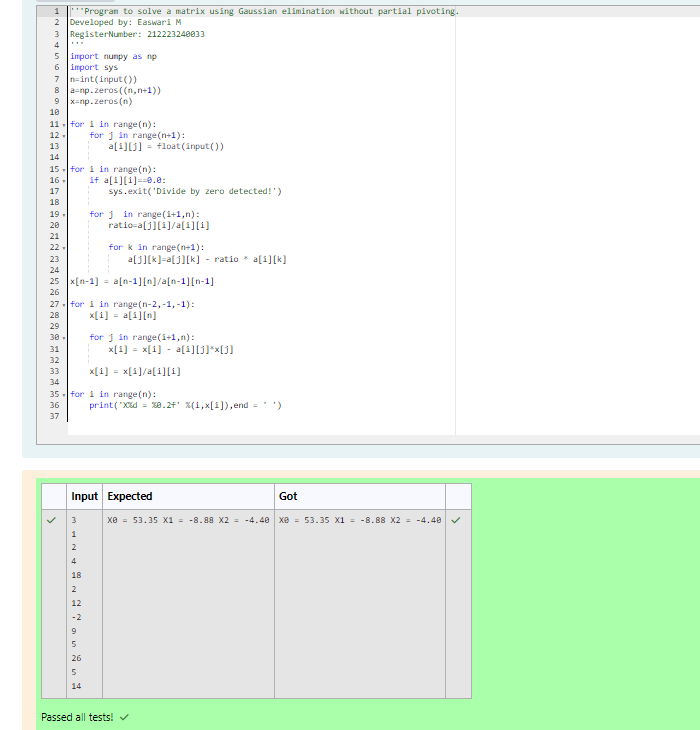 1 '''Program to solve a matrix using Gaussian elimination without partial pivoting.
2 Developed by: Easwari M
3 RegisterNumber: 212223240033
4 '''
5 import numpy as np
6 import sys
7 n=int(input())
8 a=np.zeros((n,n+1))
9 x=np.zeros(n)
10
11 for i in range(n):
12     for j in range(n+1):
13         a[i][j] = float(input())
14
15 for i in range(n):
16     if a[i][i]==0.0:
17         sys.exit('Divide by zero detected!')
18
19     for j  in range(i+1,n):
20         ratio=a[j][i]/a[i][i]
21
22         for k in range(n+1):
23             a[j][k]=a[j][k] - ratio * a[i][k]
24
25 x[n-1] = a[n-1][n]/a[n-1][n-1]
26
27 for i in range(n-2,-1,-1):
28     x[i] = a[i][n]
29
30     for j in range(i+1,n):
31         x[i] = x[i] - a[i][j]*x[j]
32
33     x[i] = x[i]/a[i][i]
34
35 for i in range(n):
36     print('X%d = %0.2f' %(i,x[i]),end = ' ')
37
Input Expected Got
3 X0 = 53.35 X1 = -8.88 X2 = -4.40 X0 = 53.35 X1 = -8.88 X2 = -4.40
1
2
4
18
2
12
-2
9
5
26
5
14
Passed all tests!